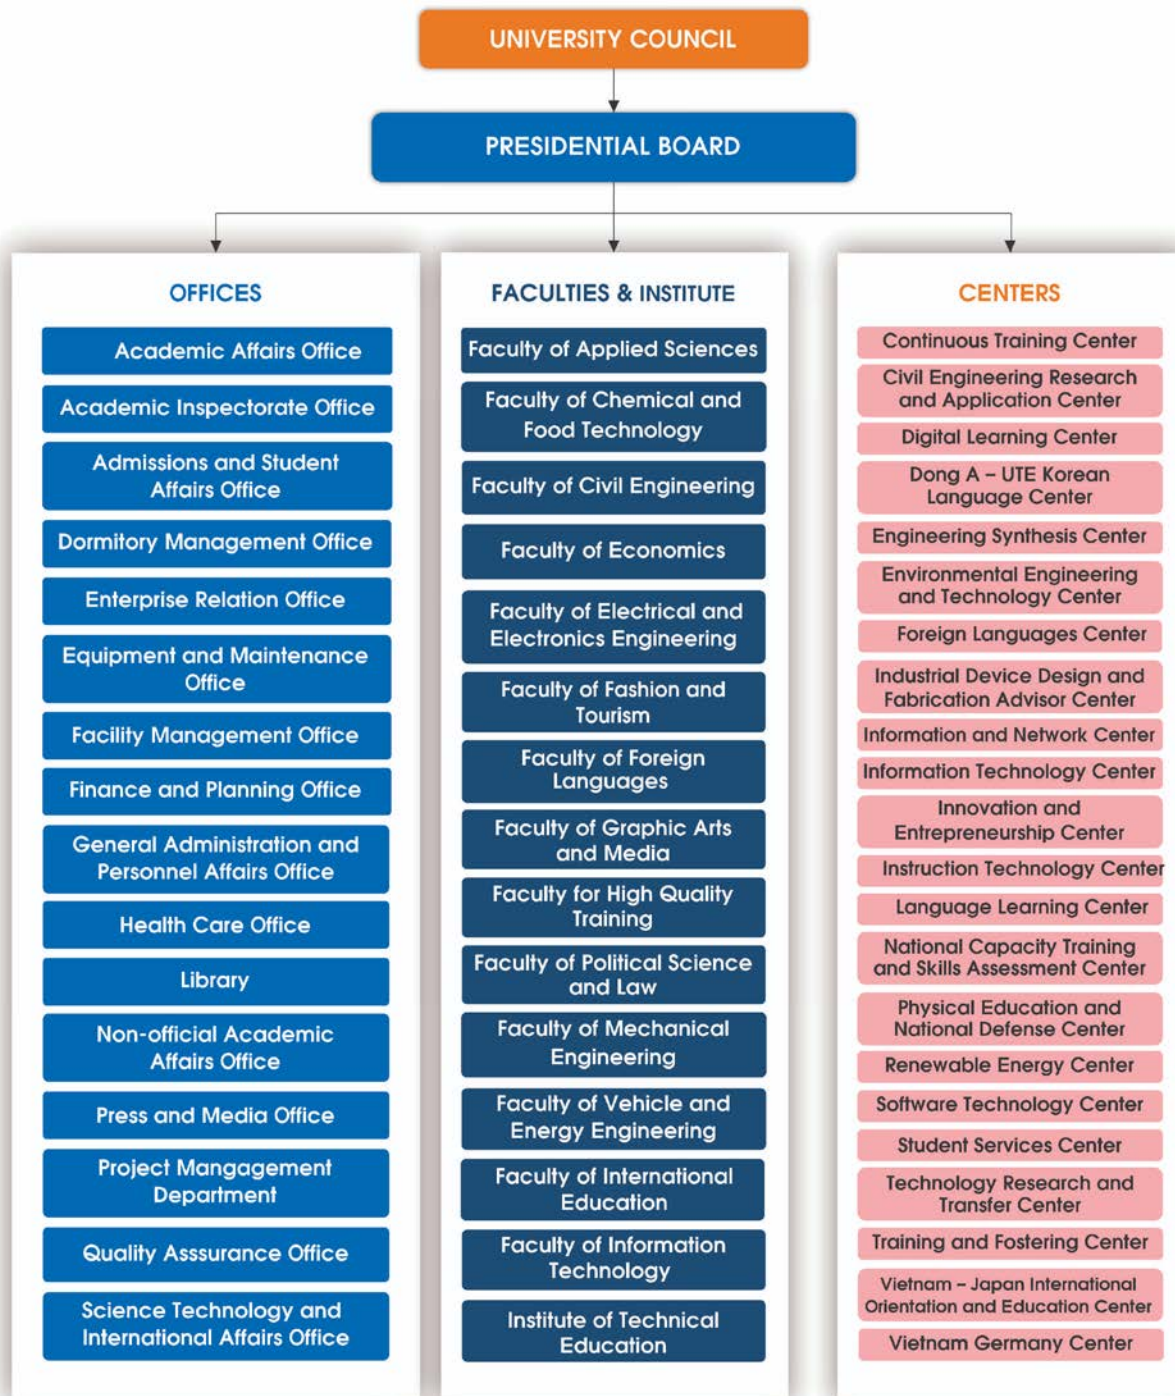 UNIVERSITY COUNCIL
PRESIDENTIAL BOARD
OFFICES
Academic Affairs Office
Academic Inspectorate Office
Admissions and Student
Affairs Office
Dormitory Management Office
Enterprise Relation Office
Equipment and Maintenance
Office
Facility Management Office
Finance and Planning Office
General Administration and
Personnel Affairs Office
Health Care Office
Library
Non-official Academic
Affairs Office
Press and Media Office
Project Mangagement
Department
Quality Asssurance Office
Science Technology and
International Affairs Office
FACULTIES & INSTITUTE
Faculty of Applied Sciences
Faculty of Chemical and
Food Technology
Faculty of Civil Engineering
Faculty of Economics
Faculty of Electrical and
Electronics Engineering
Faculty of Fashion and
Tourism
Faculty of Foreign
Languages
Faculty of Graphic Arts
and Media
Faculty for High Quality
Training
Faculty of Political Science
and Law
Faculty of Mechanical
Engineering
Faculty of Vehicle and
Energy Engineering
Faculty of International
Education
Faculty of Information
Technology
Institute of Technical
Education
CENTERS
Continuous Training Center
Civil Engineering Research
and Application Center
Digital Learning Center
Dong A – UTE Korean
Language Center
Engineering Synthesis Center
Environmental Engineering
and Technology Center
Foreign Languages Center
Industrial Device Design and
Fabrication Advisor Center
Information and Network Center
Information Technology Center
Innovation and
Entrepreneurship Center
Instruction Technology Center
Language Learning Center
National Capacity Training
and Skills Assessment Center
Physical Education and
National Defense Center
Renewable Energy Center
Software Technology Center
Student Services Center
Technology Research and
Transfer Center
Training and Fostering Center
Vietnam – Japan International
Orientation and Education Center
Vietnam Germany Center